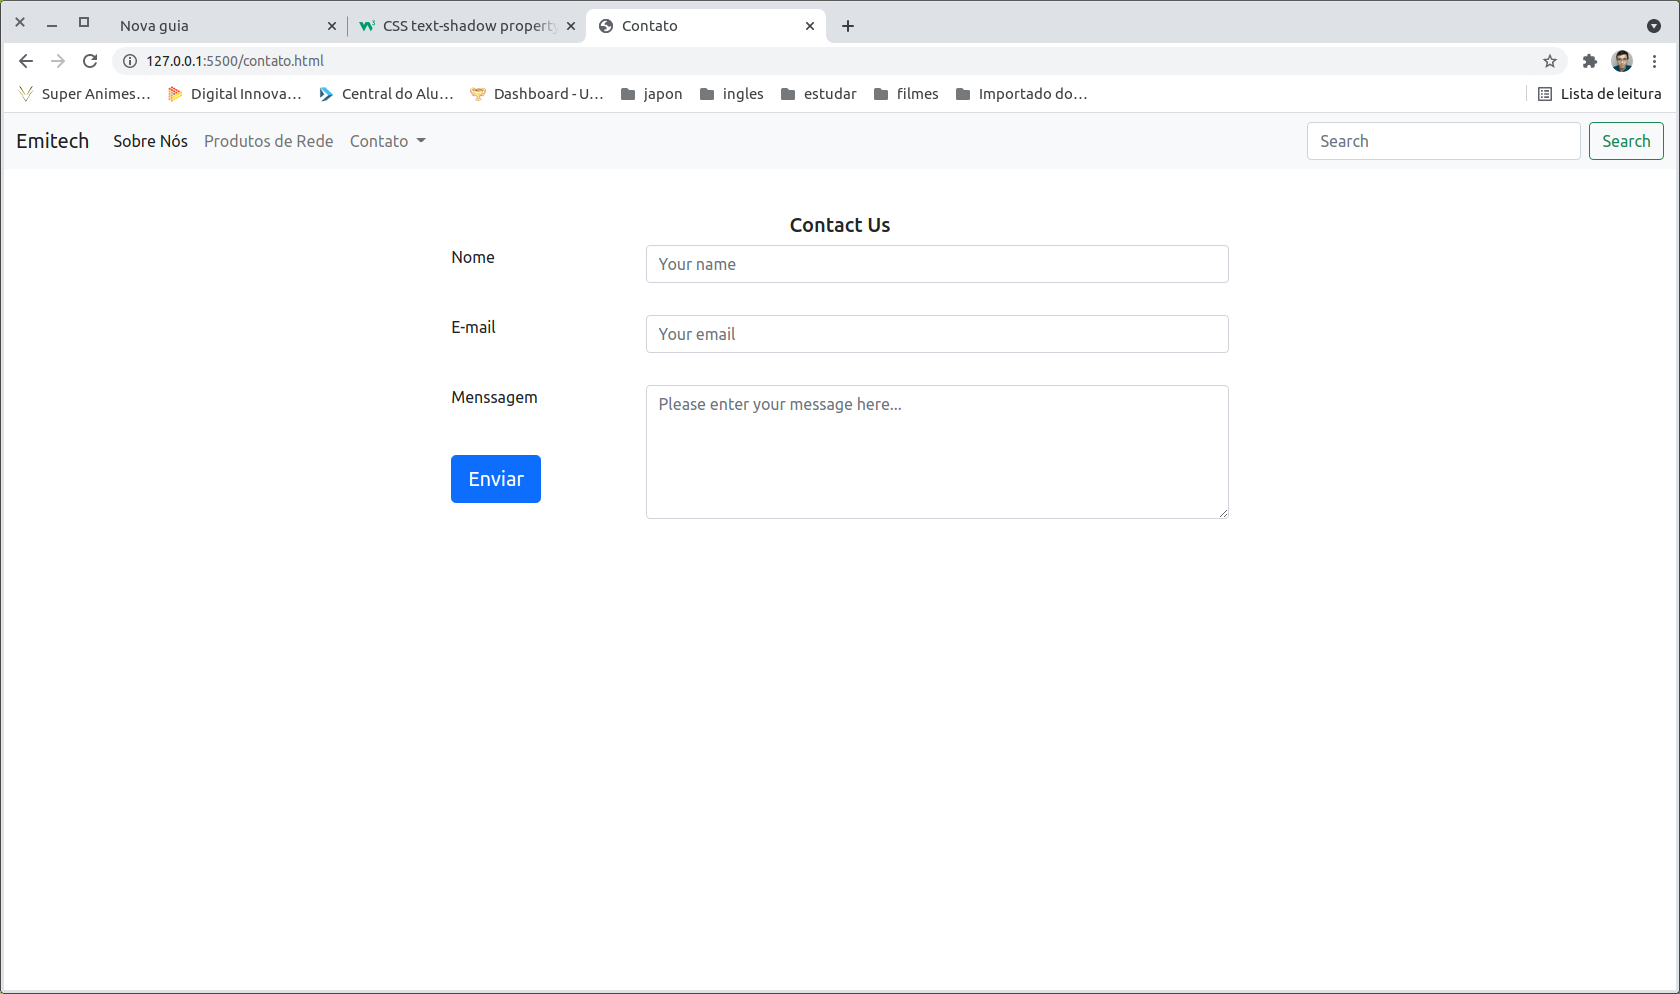 Nova guia
CSS text-shadow property
Contato
127.0.0.1:5500/contato.html
Super Animes... Digital Innova... Central do Alu... Dashboard - U... japon ingles estudar filmes Importado do... Lista de leitura
Emitech Sobre Nós Produtos de Rede Contato Search Search
Contact Us
Nome Your name
E-mail Your email
Menssagem Please enter your message here...
Enviar